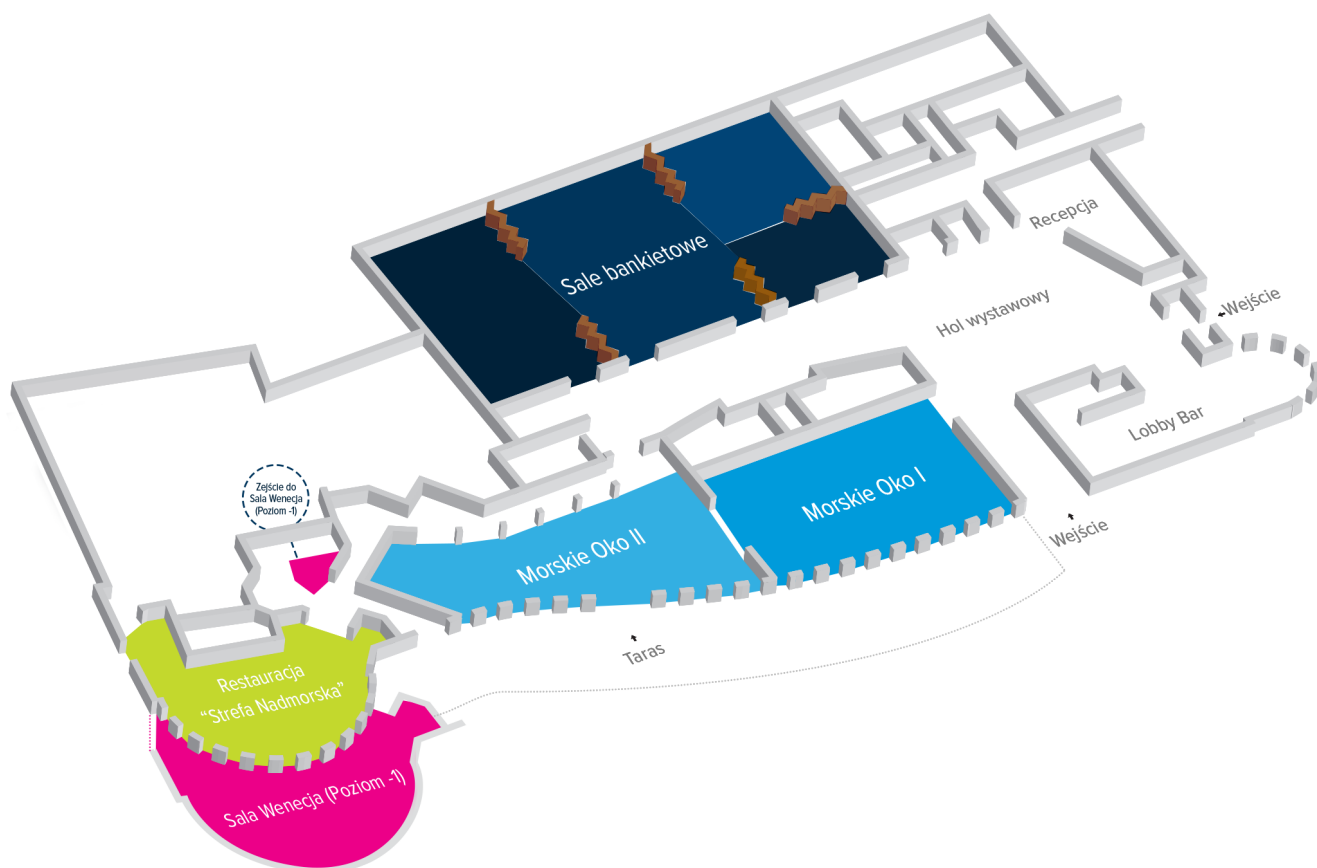 Recepcja
Sale bankietowe
Wejście
Hol wystawowy
Lobby Bar
Morskie Oko I
Zejście do
Sala Wenecja
(Poziom -1)
Wejście
Morskie Oko II
Taras
Restauracja
“Strefa Nadmorska”
Sala Wenecja (Poziom -1)